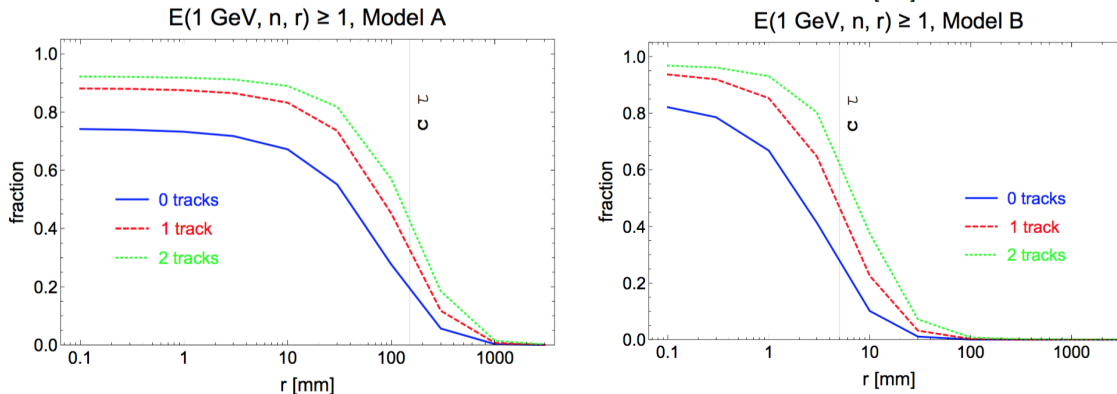 E(1 GeV, n, r) ≥ 1, Model A
1.0
0.8
0.6
0.4
0.2
0.0
fraction
0 tracks
1 track
2 tracks
c τ
0.1 1 10 100 1000
r [mm]
E(1 GeV, n, r) ≥ 1, Model B
1.0
0.8
0.6
0.4
0.2
0.0
fraction
0 tracks
1 track
2 tracks
c τ
0.1 1 10 100 1000
r [mm]